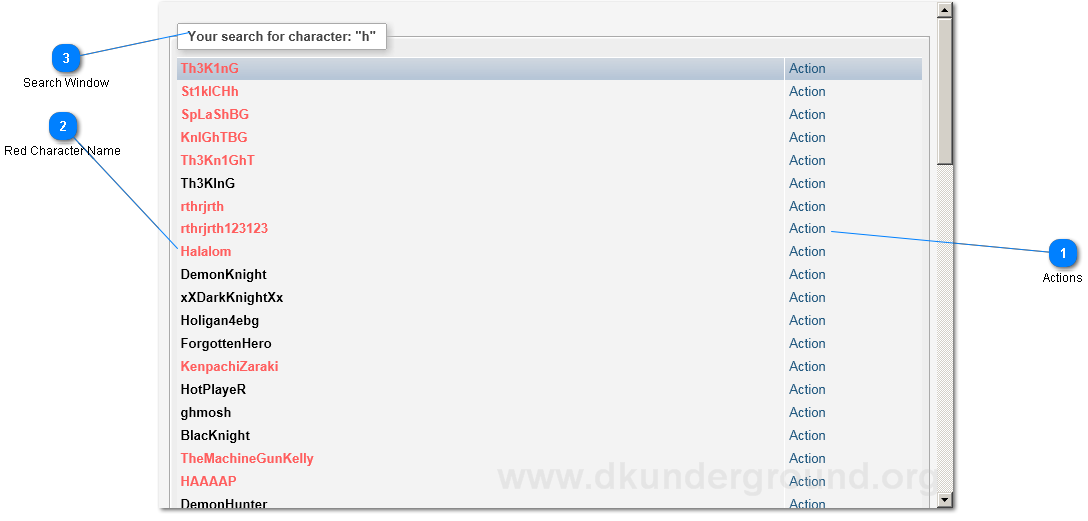 Your search for character: "h"
3
Search Window
2
Red Character Name
1
Actions
Th3K1nG Action
St1klCHh Action
SpLaShBG Action
KnIGhTBG Action
Th3Kn1GhT Action
Th3KInG Action
rthrjrth Action
rthrjrth123123 Action
Halalom Action
DemonKnight Action
xXDarkKnightXx Action
Holigan4ebg Action
ForgottenHero Action
KenpachiZaraki Action
HotPlayeR Action
ghmosh Action
BlacKnight Action
TheMachineGunKelly Action
HAAAAP Action
DemonHunter Action
www.dkunderground.org